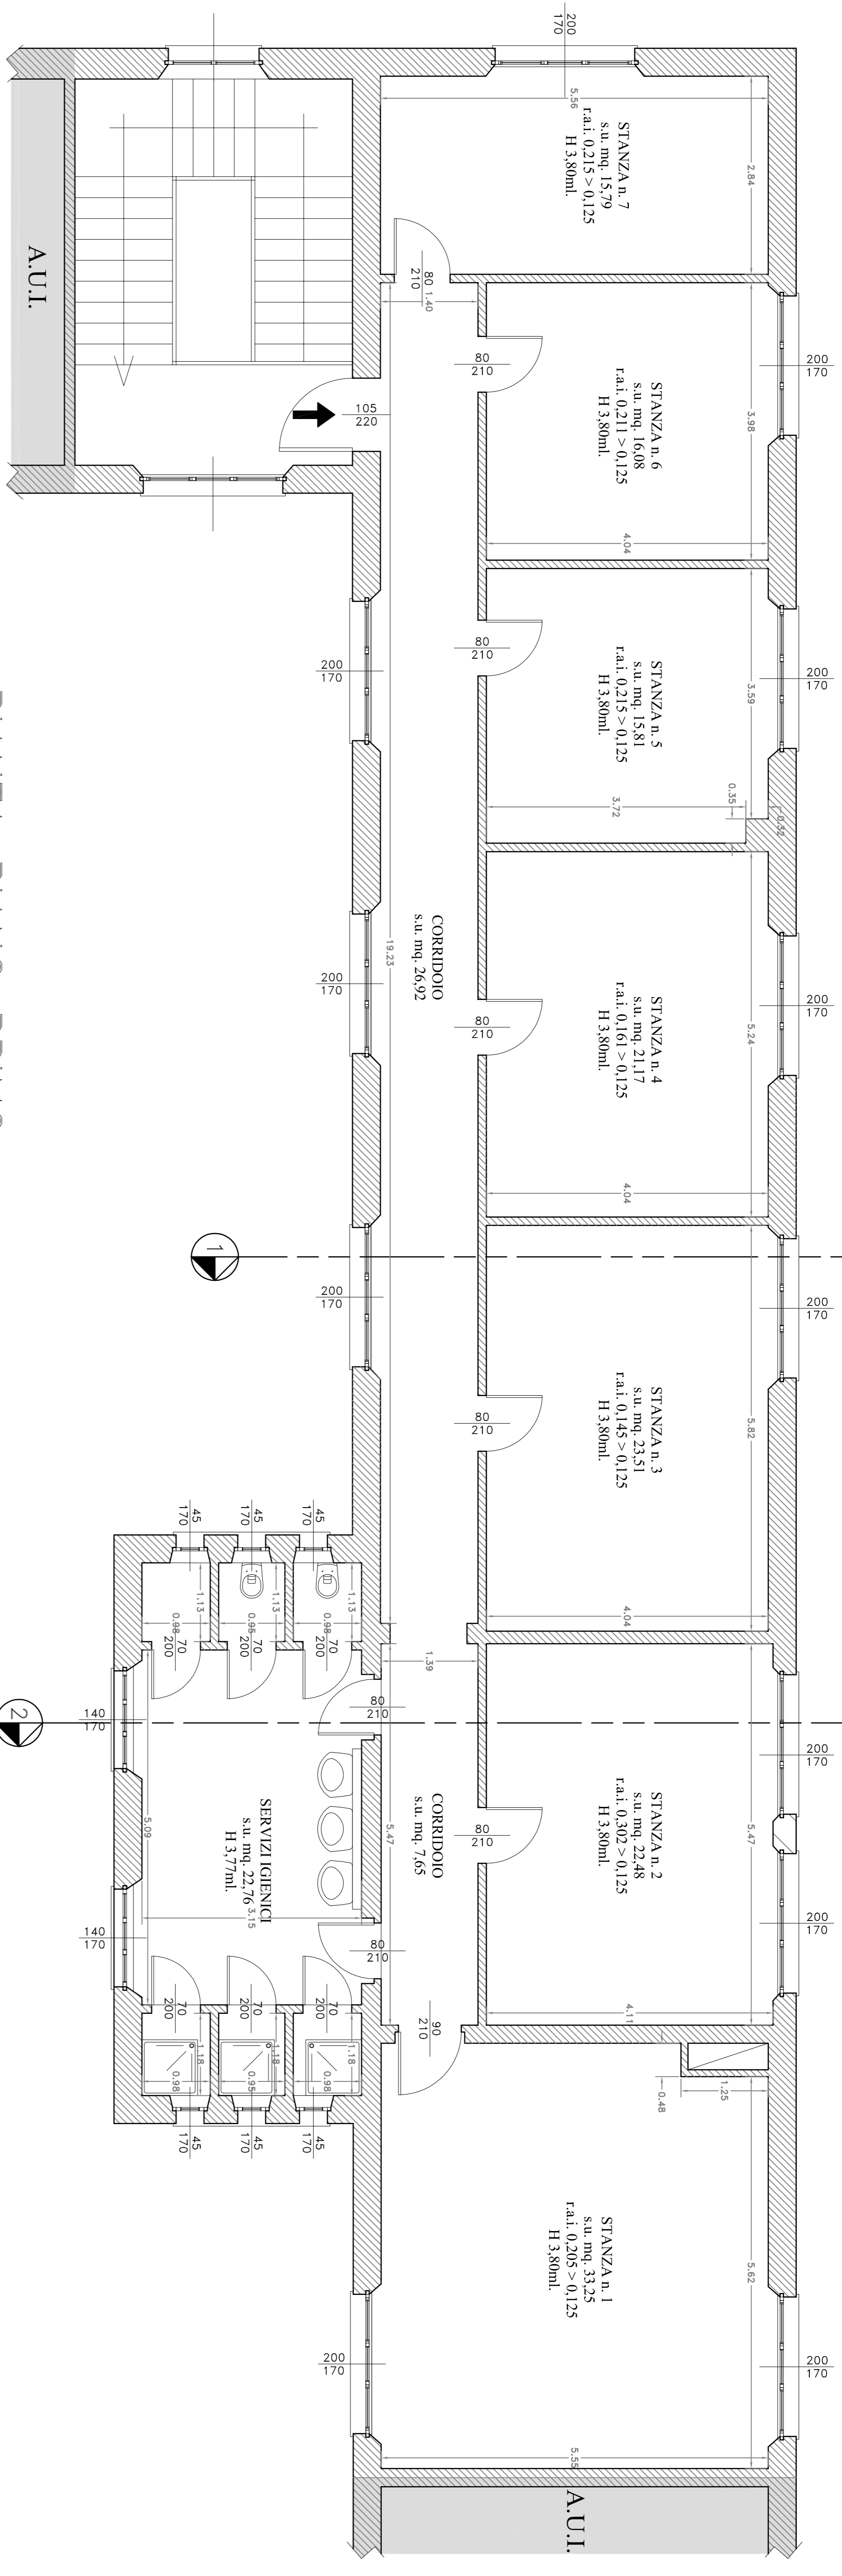 STANZA n. 7
s.u. mq. 15,79
r.a.i. 0,215 > 0,125
H 3,80ml.
200
170
5.56
2.84
80
210
1.40
A.U.I.
105
220
STANZA n. 6
s.u. mq. 16,08
r.a.i. 0,211 > 0,125
H 3,80ml.
200
170
3.98
4.04
80
210
STANZA n. 5
s.u. mq. 15,81
r.a.i. 0,215 > 0,125
H 3,80ml.
200
170
3.59
3.72
0.35
0.32
80
210
200
170
STANZA n. 4
s.u. mq. 21,17
r.a.i. 0,161 > 0,125
H 3,80ml.
200
170
5.24
4.04
80
210
CORRIDOIO
s.u. mq. 26,92
19.23
200
170
1
200
170
STANZA n. 3
s.u. mq. 23,51
r.a.i. 0,145 > 0,125
H 3,80ml.
200
170
5.82
4.04
80
210
STANZA n. 2
s.u. mq. 22,48
r.a.i. 0,302 > 0,125
H 3,80ml.
200
170
200
170
5.47
4.11
80
210
CORRIDOIO
s.u. mq. 7,65
1.39
5.47
80
210
80
210
90
210
SERVIZI IGIENICI
s.u. mq. 22,76
H 3,77ml.
3.15
5.09
45
170
45
170
45
170
1.13
1.13
1.13
0.98
0.95
0.98
70
200
70
200
70
200
140
170
140
170
2
70
200
70
200
70
200
1.18
1.18
1.18
0.98
0.95
0.98
45
170
45
170
45
170
STANZA n. 1
s.u. mq. 33,25
r.a.i. 0,205 > 0,125
H 3,80ml.
1.25
0.48
5.62
5.55
200
170
200
170
A.U.I.